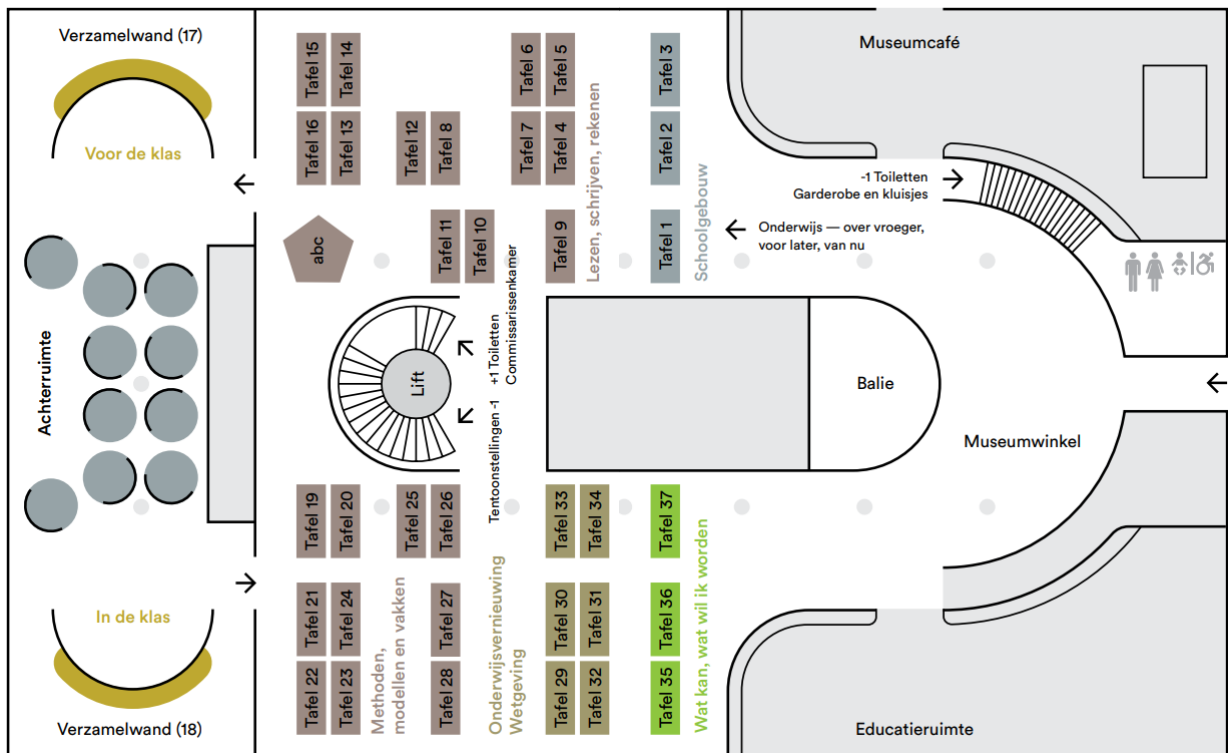 Verzamelwand (17)
Voor de klas
Achterruimte
In de klas
Verzamelwand (18)
Tafel 15
Tafel 14
Tafel 16
Tafel 13
Tafel 12
Tafel 8
Tafel 6
Tafel 5
Tafel 7
Tafel 4
Tafel 3
Tafel 2
abc
Tafel 11
Tafel 10
Tafel 9
Tafel 1
Lezen, schrijven, rekenen
Schoolgebouw
Museumcafé
-1 Toiletten
Garderobe en kluisjes
Onderwijs — over vroeger,
voor later, van nu
Lift
+1 Toiletten
Commissarissenkamer
Tentoonstellingen -1
Balie
Museumwinkel
Tafel 19
Tafel 20
Tafel 25
Tafel 26
Tafel 33
Tafel 34
Tafel 37
Tafel 21
Tafel 24
Tafel 27
Tafel 30
Tafel 31
Tafel 36
Tafel 22
Tafel 23
Tafel 28
Tafel 29
Tafel 32
Tafel 35
Methoden,
modellen en vakken
Onderwijsvernieuwing
Wetgeving
Wat kan, wat wil ik worden
Educatieruimte